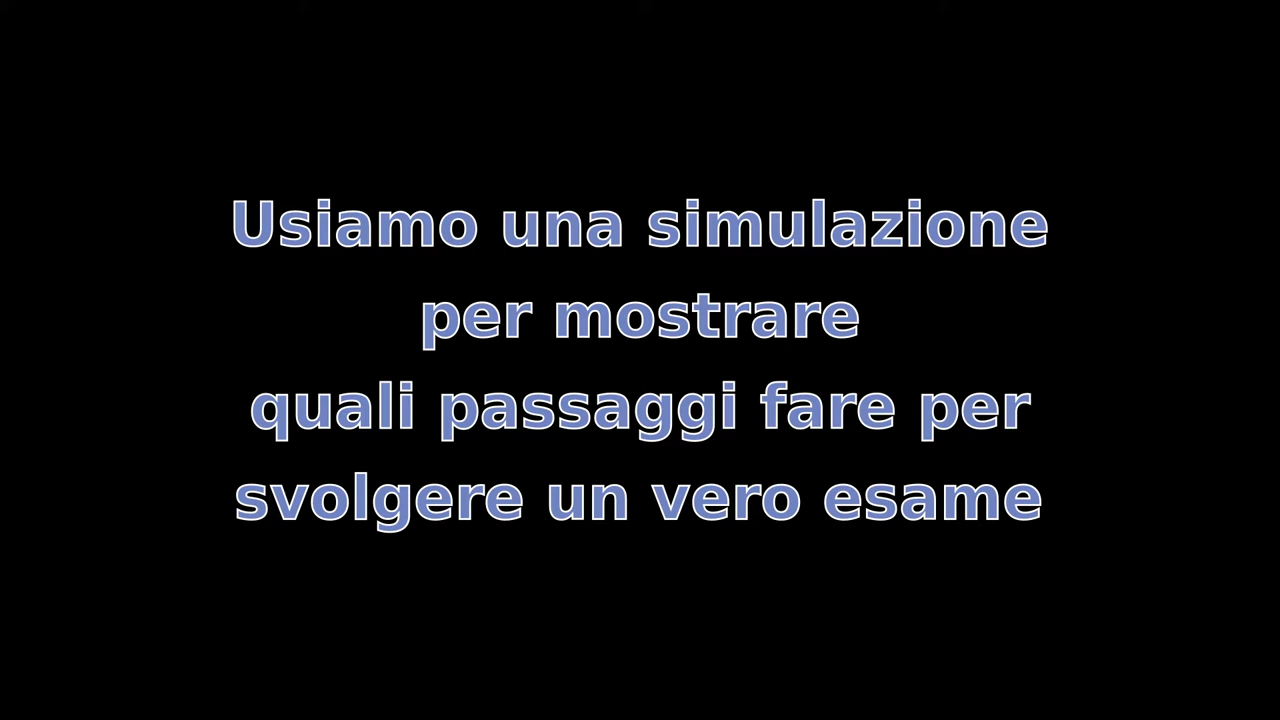 Usiamo una simulazione
per mostrare
quali passaggi fare per
svolgere un vero esame